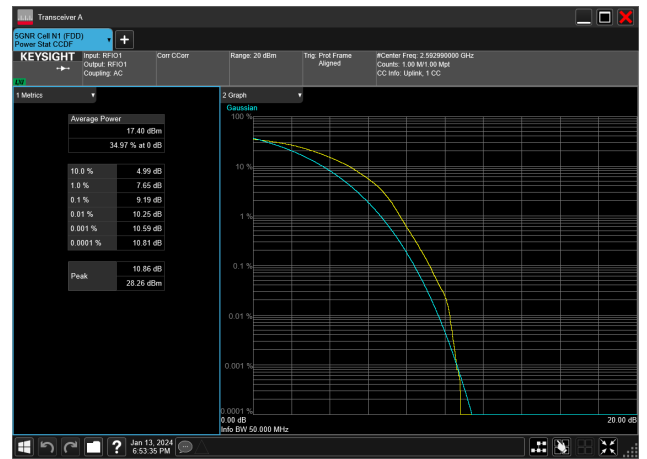 Transceiver A
5GNR Cell N1 (FDD)
Power Stat CCDF
KEYSIGHT
LXI
Input: RFIO1
Output: RFIO1
Coupling: AC
Corr CCorr
Range: 20 dBm
Trig: Prot Frame
Aligned
#Center Freq: 2.592990000 GHz
Counts: 1.00 M/1.00 Mpt
CC Info: Uplink, 1 CC
1 Metrics
Average Power
17.40 dBm
34.97 % at 0 dB
10.0 % 4.99 dB
1.0 % 7.65 dB
0.1 % 9.19 dB
0.01 % 10.25 dB
0.001 % 10.59 dB
0.0001 % 10.81 dB
Peak
10.86 dB
28.26 dBm
2 Graph
Gaussian
100 %
10 %
1 %
0.1 %
0.01 %
0.001 %
0.0001 %
0.00 dB
20.00 dB
Info BW 50.000 MHz
?
Jan 13, 2024
6:53:35 PM